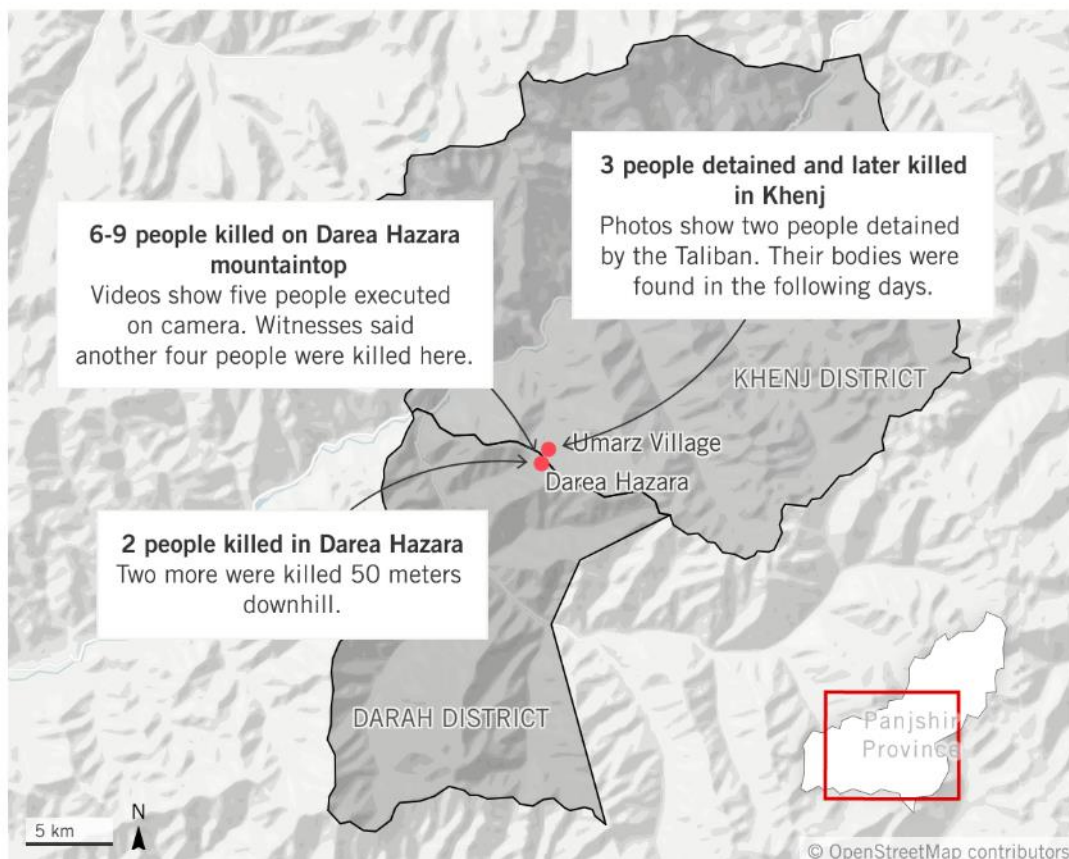 3 people detained and later killed
in Khenj
Photos show two people detained
by the Taliban. Their bodies were
found in the following days.
6-9 people killed on Darea Hazara
mountaintop
Videos show five people executed
on camera. Witnesses said
another four people were killed here.
KHENJ DISTRICT
Umarz Village
Darea Hazara
2 people killed in Darea Hazara
Two more were killed 50 meters
downhill.
DARAH DISTRICT
Panjshir
Province
5 km
N
© OpenStreetMap contributors